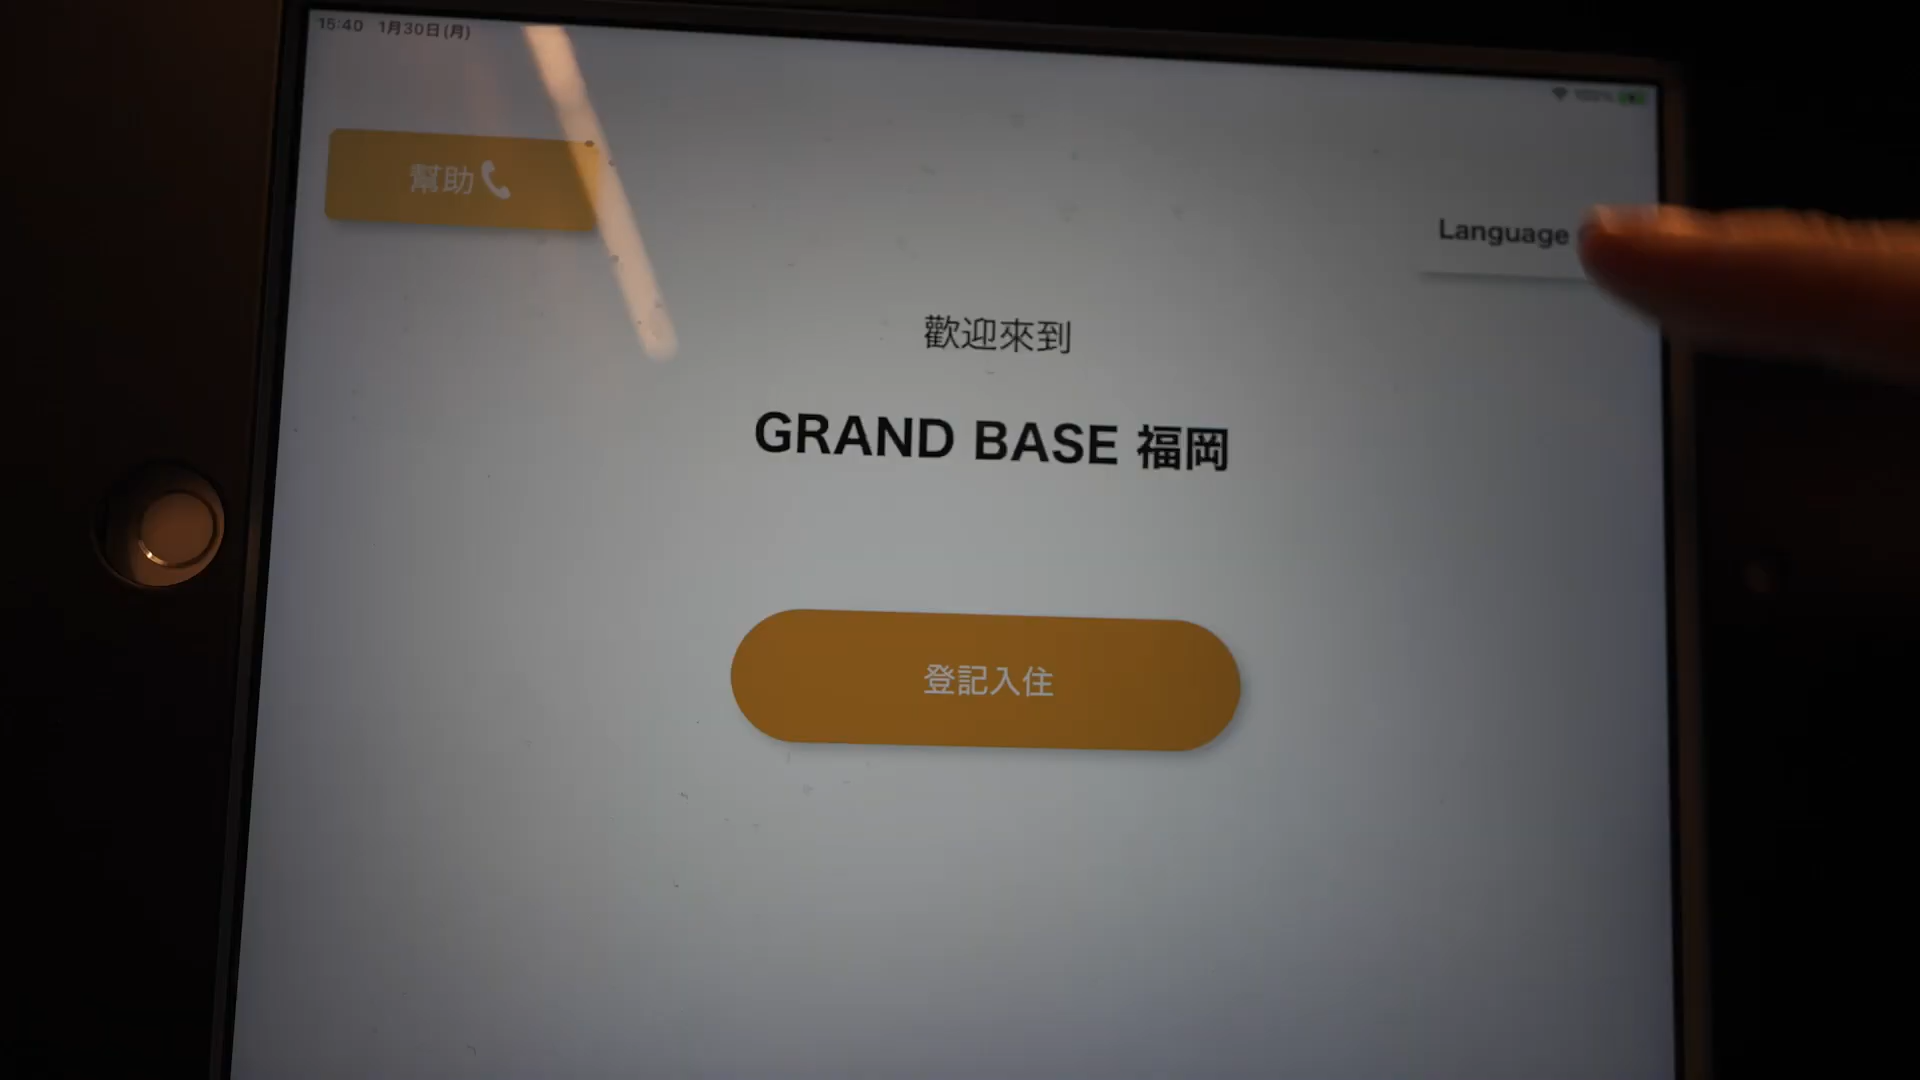 15:40 1月30日(月)
幫助
Language
歡迎來到
GRAND BASE 福岡
登記入住